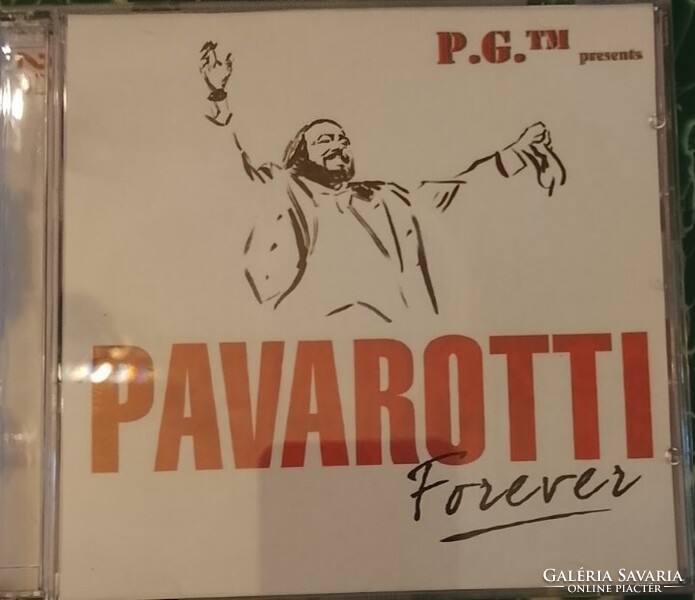 P.G.™ presents
PAVAROTTI
Forever
GALÉRIA SAVARIA
ONLINE PIACTÉR